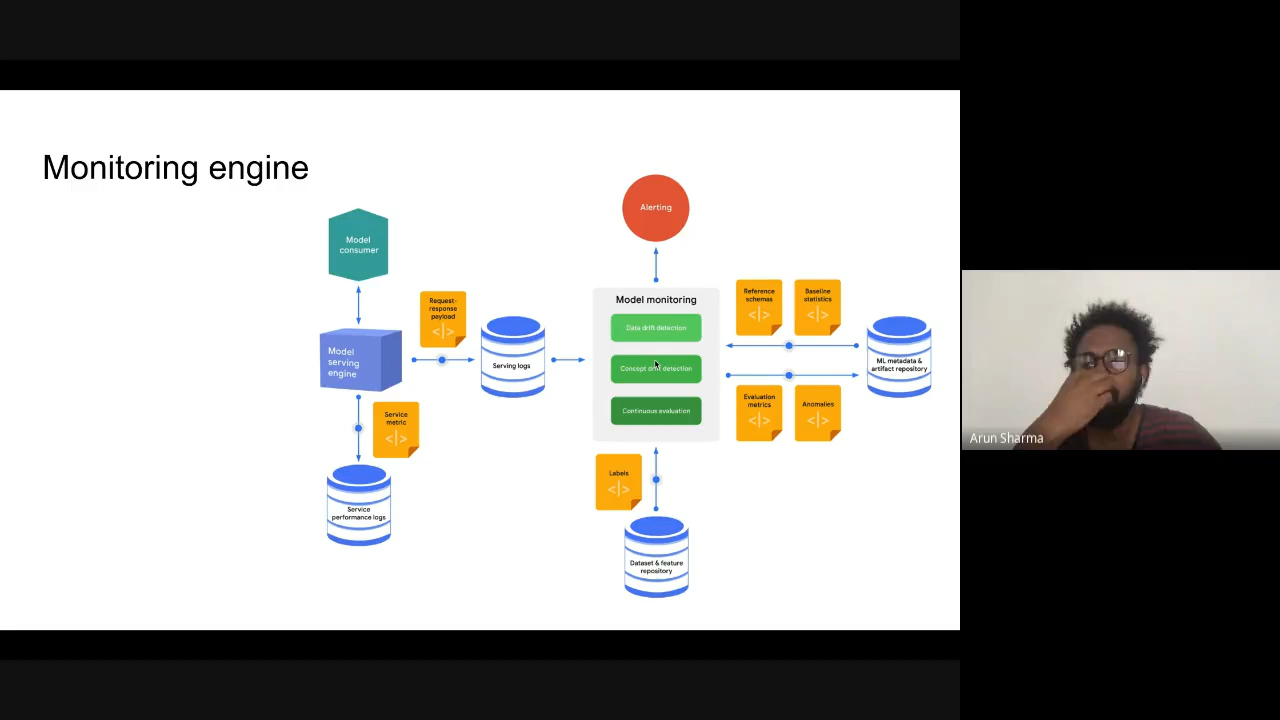 Monitoring engine
Alerting
Model
consumer
Request-
response
payload
</>
Model
serving
engine
Serving logs
Service
metric
</>
Service
performance logs
Model monitoring
Data drift detection
Concept drift detection
Continuous evaluation
Reference
schemas
</>
Baseline
statistics
</>
ML metadata &
artifact repository
Evaluation
metrics
</>
Anomalies
</>
Labels
</>
Dataset & feature
repository
Arun Sharma